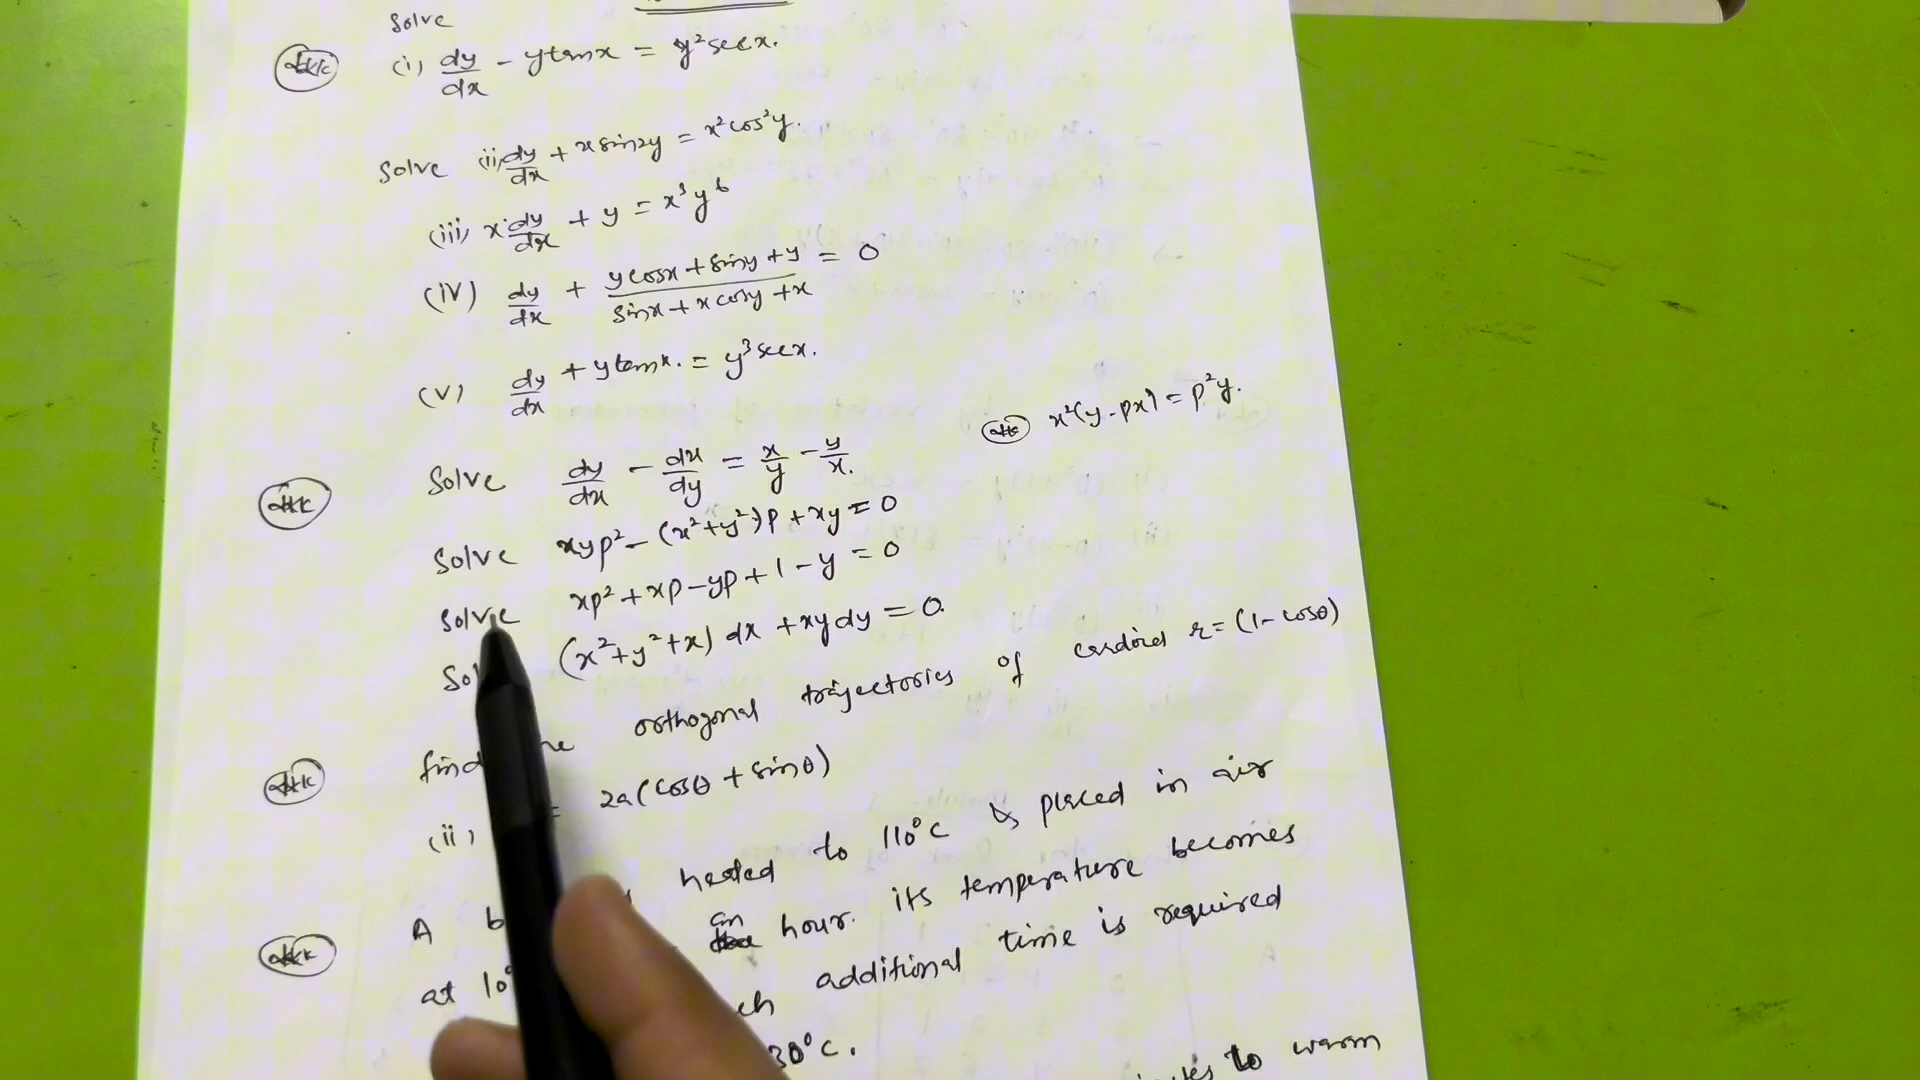 Solve
(i) dy/dx - y tan x = y² sec x.
Solve (ii) dy/dx + x sin 2y = x² cos² y.
(iii) x dy/dx + y = x³ y⁶
(iv) dy/dx + (y cos x + sin y + y)/(sin x + x cos y + x) = 0
(v) dy/dx + y tan x. = y³ sec x.
x²(y - px) = p²y.
Solve dy/dx - dx/dy = x/y - y/x.
Solve xyp² - (x² + y²)p + xy = 0
Solve xp² + xp - yp + 1 - y = 0
(x² + y² + x) dx + xy dy = 0.
find orthogonal trajectories of r = (1 - cosθ)
(ii) = 2a(cosθ + sinθ)
A heated to 110°C & placed in air
at 10° an hour. its temperature becomes
additional time is required
30°C.
to warm